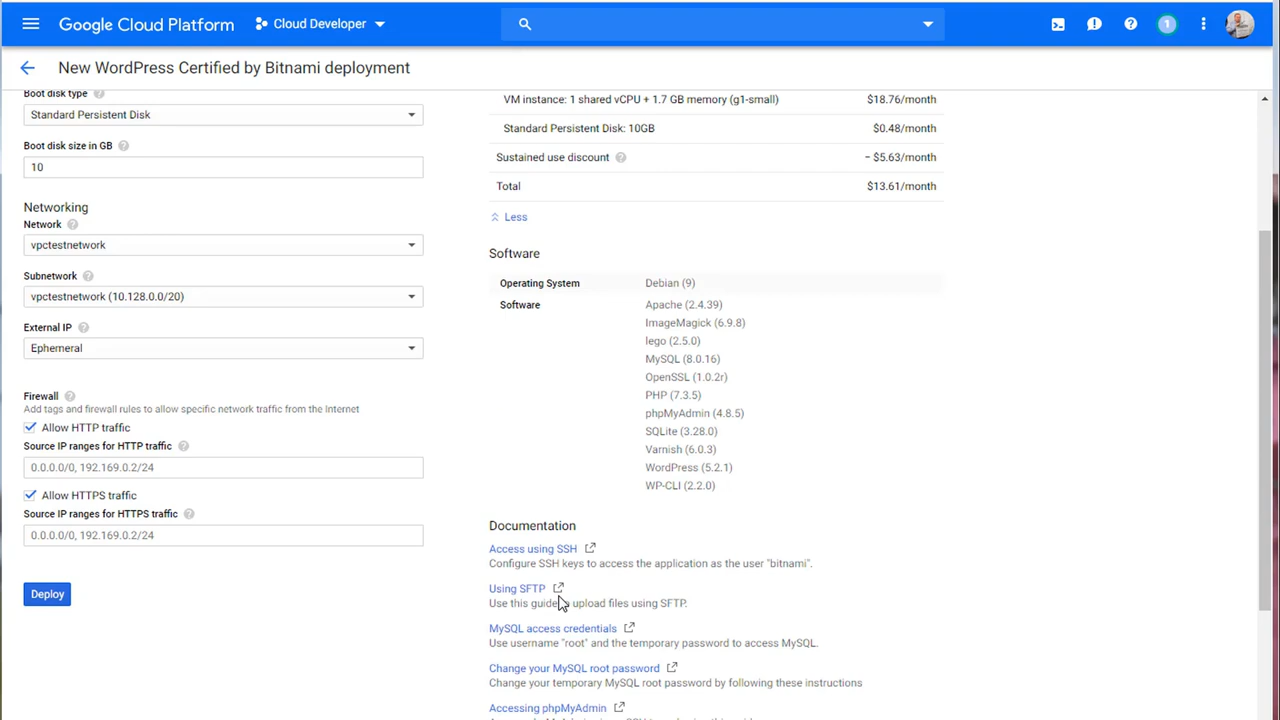 Google Cloud Platform
Cloud Developer
1
New WordPress Certified by Bitnami deployment
Boot disk type
Standard Persistent Disk
Boot disk size in GB
10
Networking
Network
vpctestnetwork
Subnetwork
vpctestnetwork (10.128.0.0/20)
External IP
Ephemeral
Firewall
Add tags and firewall rules to allow specific network traffic from the Internet
Allow HTTP traffic
Source IP ranges for HTTP traffic
0.0.0.0/0, 192.169.0.2/24
Allow HTTPS traffic
Source IP ranges for HTTPS traffic
0.0.0.0/0, 192.169.0.2/24
Deploy
VM instance: 1 shared vCPU + 1.7 GB memory (g1-small) $18.76/month
Standard Persistent Disk: 10GB $0.48/month
Sustained use discount - $5.63/month
Total $13.61/month
Less
Software
Operating System Debian (9)
Software Apache (2.4.39)
ImageMagick (6.9.8)
lego (2.5.0)
MySQL (8.0.16)
OpenSSL (1.0.2r)
PHP (7.3.5)
phpMyAdmin (4.8.5)
SQLite (3.28.0)
Varnish (6.0.3)
WordPress (5.2.1)
WP-CLI (2.2.0)
Documentation
Access using SSH
Configure SSH keys to access the application as the user "bitnami".
Using SFTP
Use this guide upload files using SFTP.
MySQL access credentials
Use username "root" and the temporary password to access MySQL.
Change your MySQL root password
Change your temporary MySQL root password by following these instructions
Accessing phpMyAdmin